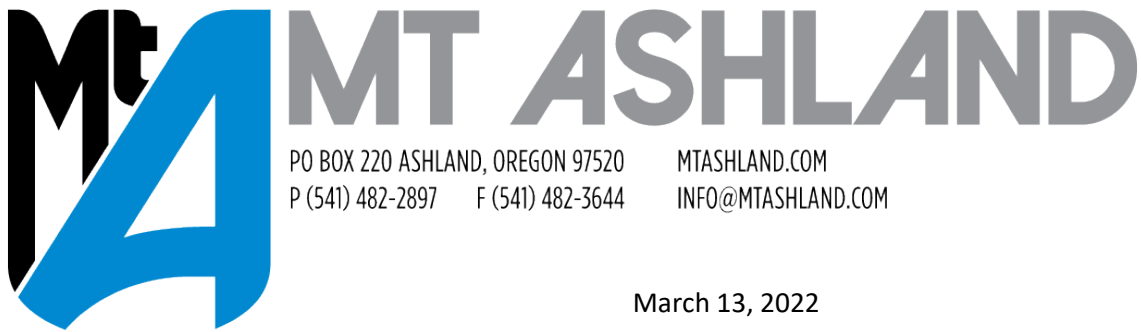 Mt A
MT ASHLAND
PO BOX 220 ASHLAND, OREGON 97520 MTASHLAND.COM
P (541) 482-2897 F (541) 482-3644 INFO@MTASHLAND.COM
March 13, 2022